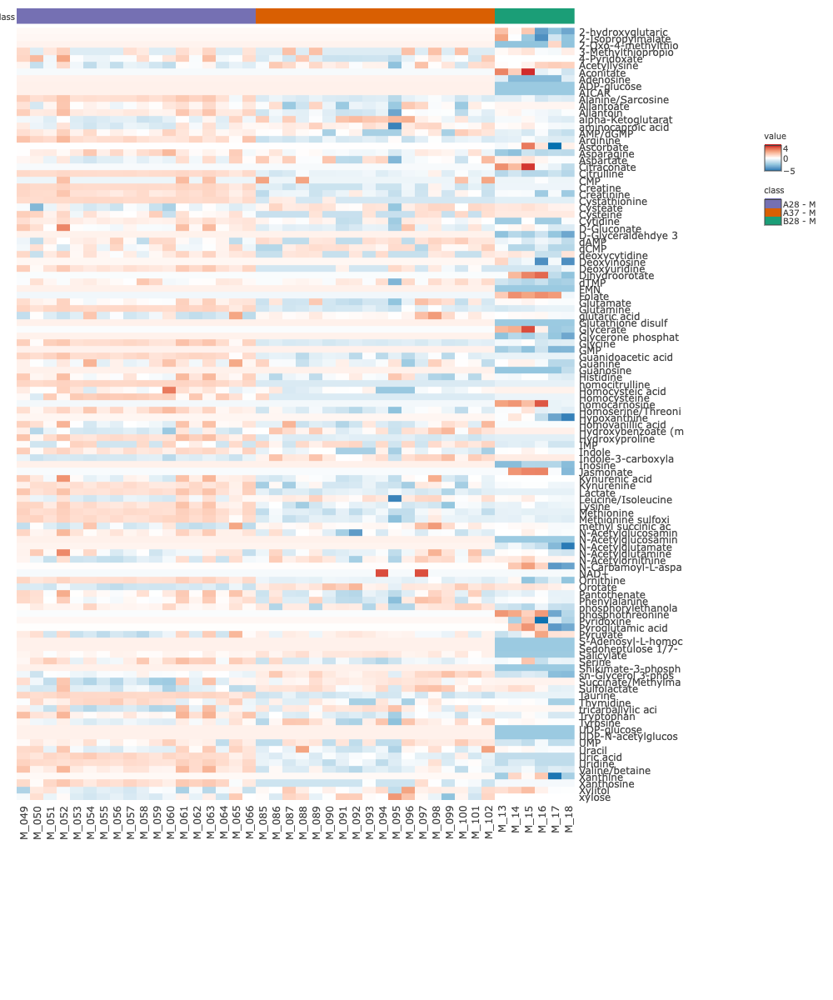 lass
2-hydroxyglutaric
2-Isopropylmalate
2-Oxo-4-methylthio
3-Methylthiopropio
4-Pyridoxate
Acetyllysine
Aconitate
Adenosine
ADP-glucose
AICAR
Alanine/Sarcosine
Allantoate
Allantoin
alpha-Ketoglutarat
aminocaproic acid
AMP/dGMP
Arginine
Ascorbate
Asparagine
Aspartate
Citraconate
Citrulline
CMP
Creatine
Creatinine
Cystathionine
Cysteate
Cysteine
Cytidine
D-Gluconate
D-Glyceraldehdye 3
dAMP
dCMP
deoxycytidine
Deoxyinosine
Deoxyuridine
Dihydroorotate
dTMP
FMN
Folate
Glutamate
Glutamine
glutaric acid
Glutathione disulf
Glycerate
Glycerone phosphat
Glycine
GMP
Guanidoacetic acid
Guanine
Guanosine
Histidine
homocitrulline
Homocysteic acid
Homocysteine
homocarnosine
Homoserine/Threoni
Hypoxanthine
Homovanillic acid
Hydroxybenzoate (m
Hydroxyproline
IMP
Indole
Indole-3-carboxyla
Inosine
Jasmonate
Kynurenic acid
Kynurenine
Lactate
Leucine/Isoleucine
Lysine
Methionine
Methionine sulfoxi
methyl succinic ac
N-Acetylglucosamin
N-Acetylglucosamin
N-Acetylglutamate
N-Acetylglutamine
N-Acetylornithine
N-Carbamoyl-L-aspa
NAD+
Ornithine
Orotate
Pantothenate
Phenylalanine
phosphorylethanola
phosphothreonine
Pyridoxine
Pyroglutamic acid
Pyruvate
S-Adenosyl-L-homoc
Sedoheptulose 1/7-
Salicylate
Serine
Shikimate-3-phosph
sn-Glycerol 3-phos
Succinate/Methylma
Sulfolactate
Taurine
Thymidine
tricarballylic aci
Tryptophan
Tyrosine
UDP-glucose
UDP-N-acetylglucos
UMP
Uracil
Uric acid
Uridine
Valine/betaine
Xanthine
Xanthosine
Xylitol
xylose
value
4
0
−5
class
A28 - M
A37 - M
B28 - M
M_049
M_050
M_051
M_052
M_053
M_054
M_055
M_056
M_057
M_058
M_059
M_060
M_061
M_062
M_063
M_064
M_065
M_066
M_085
M_086
M_087
M_088
M_089
M_090
M_091
M_092
M_093
M_094
M_095
M_096
M_097
M_098
M_099
M_100
M_101
M_102
M_13
M_14
M_15
M_16
M_17
M_18